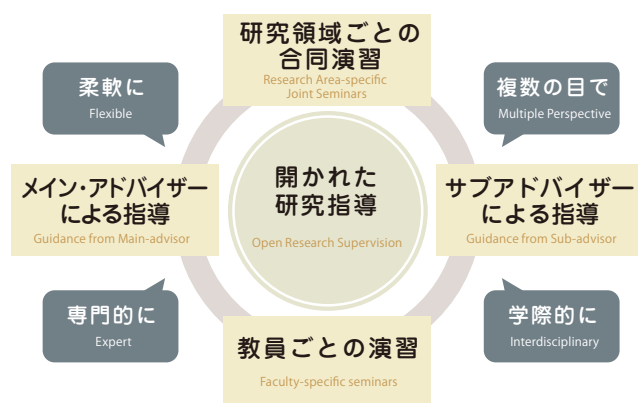 研究領域ごとの
合同演習
Research Area-specific
Joint Seminars
柔軟に
Flexible
複数の目で
Multiple Perspective
メイン・アドバイザー
による指導
Guidance from Main-advisor
開かれた
研究指導
Open Research Supervision
サブアドバイザー
による指導
Guidance from Sub-advisor
専門的に
Expert
学際的に
Interdisciplinary
教員ごとの演習
Faculty-specific seminars